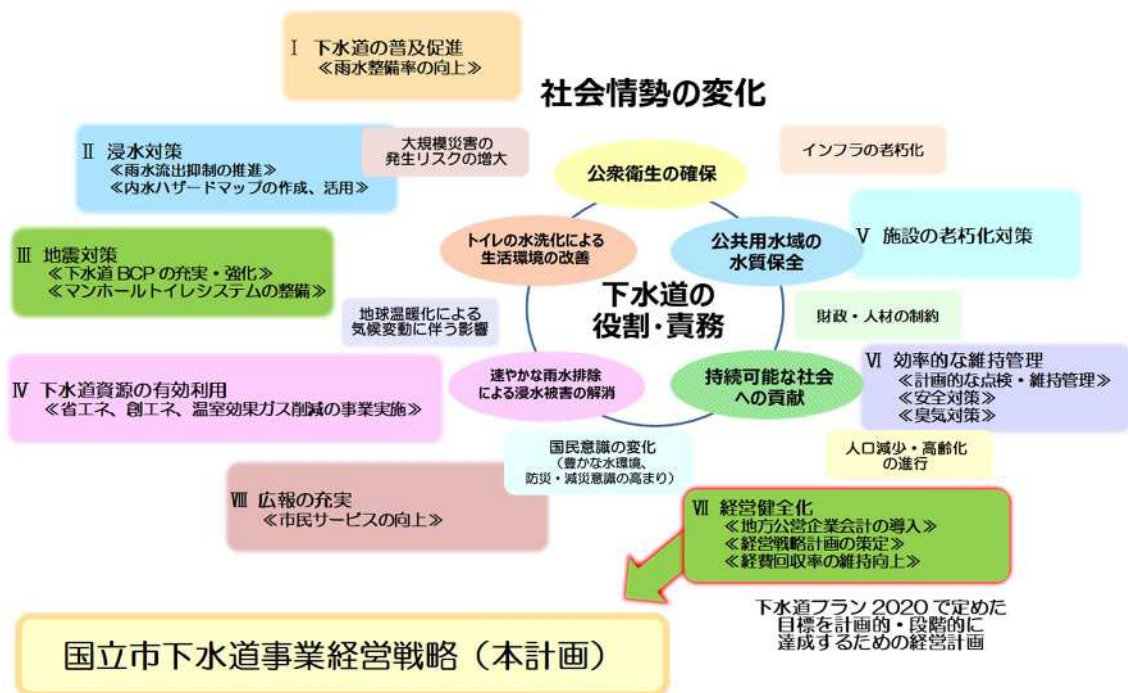 Ⅰ 下水道の普及促進
≪雨水整備率の向上≫
社会情勢の変化
Ⅱ 浸水対策
≪雨水流出抑制の推進≫
≪内水ハザードマップの作成、活用≫
大規模災害の
発生リスクの増大
インフラの老朽化
公衆衛生の確保
トイレの水洗化による
生活環境の改善
公共用水域の
水質保全
Ⅴ 施設の老朽化対策
Ⅲ 地震対策
≪下水道BCPの充実・強化≫
≪マンホールトイレシステムの整備≫
下水道の
役割・責務
地球温暖化による
気候変動に伴う影響
財政・人材の制約
Ⅳ 下水道資源の有効利用
≪省エネ、創エネ、温室効果ガス削減の事業実施≫
速やかな雨水排除
による浸水被害の解消
持続可能な社会
への貢献
Ⅵ 効率的な維持管理
≪計画的な点検・維持管理≫
≪安全対策≫
≪臭気対策≫
国民意識の変化
(豊かな水環境、
防災・減災意識の高まり)
人口減少・高齢化
の進行
Ⅷ 広報の充実
≪市民サービスの向上≫
Ⅶ 経営健全化
≪地方公営企業会計の導入≫
≪経営戦略計画の策定≫
≪経費回収率の維持向上≫
下水道プラン2020で定めた
目標を計画的・段階的に
達成するための経営計画
国立市下水道事業経営戦略(本計画)